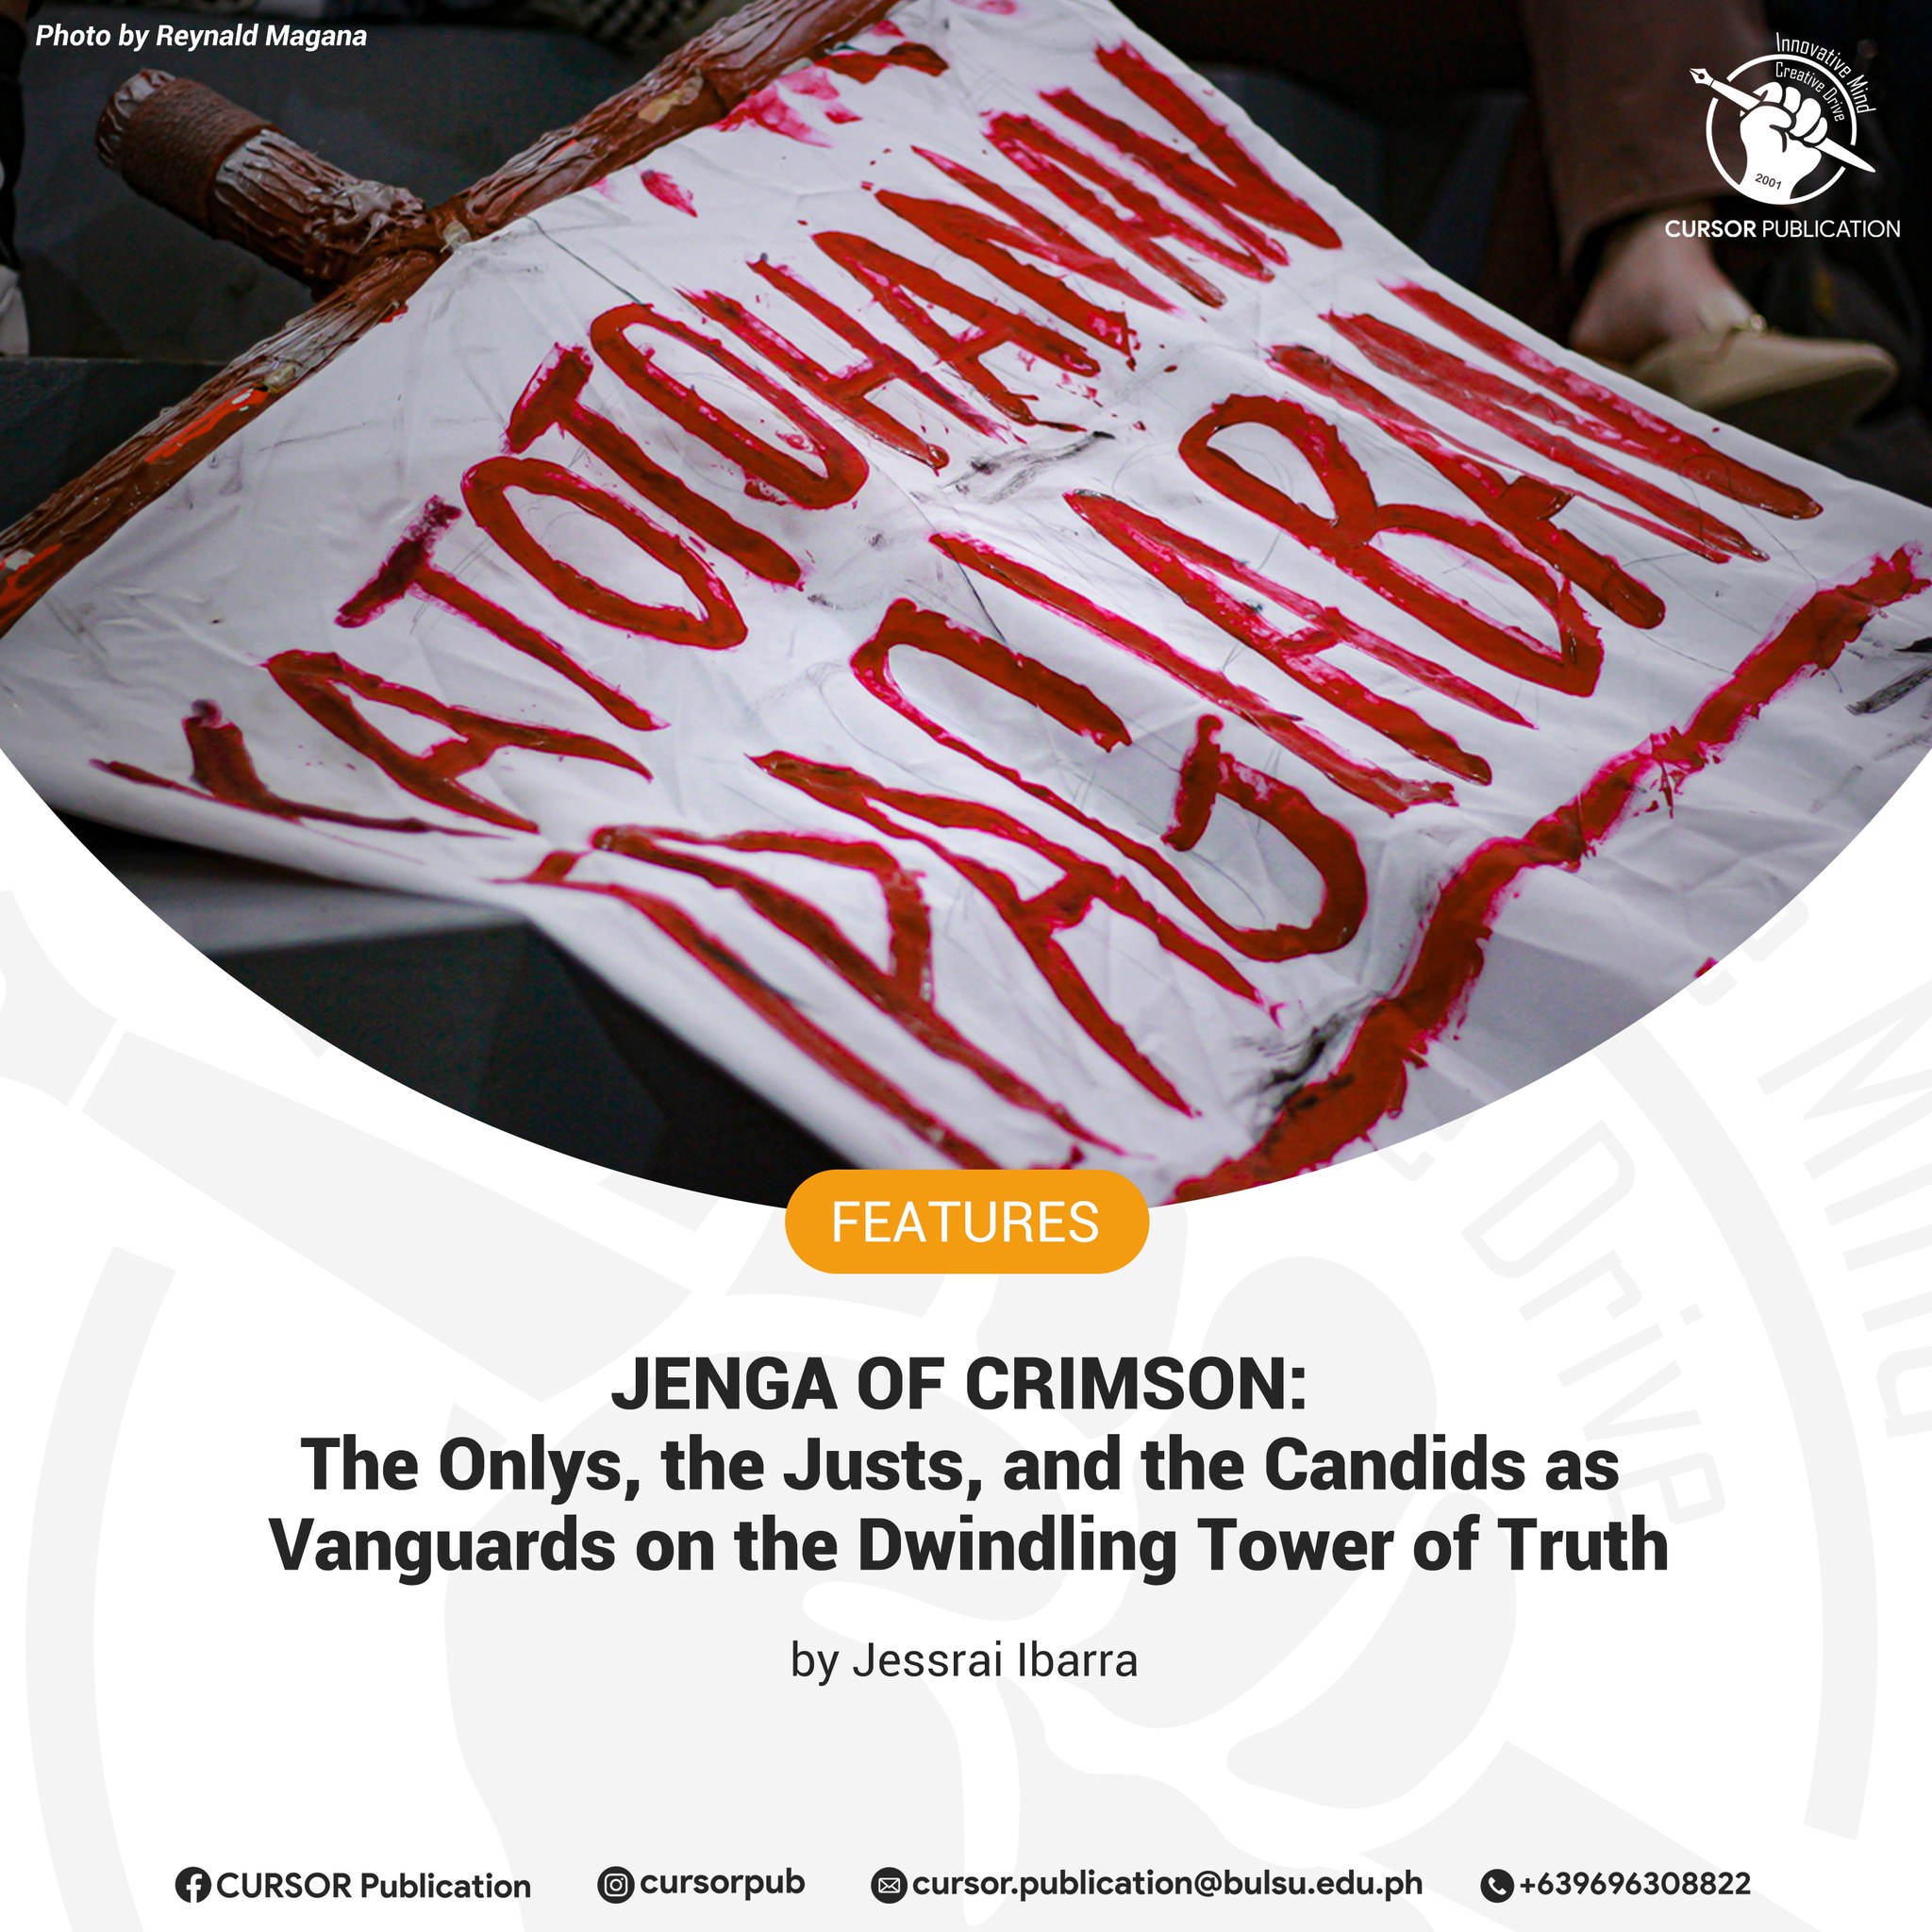 Photo by Reynald Magana
Innovative Mind
Creative Drive
2001
CURSOR PUBLICATION
KATOTOHANAN
IPAGLABAN
FEATURES
JENGA OF CRIMSON:
The Onlys, the Justs, and the Candids as
Vanguards on the Dwindling Tower of Truth
by Jessrai Ibarra
CURSOR Publication
cursorpub
cursor.publication@bulsu.edu.ph
+639696308822